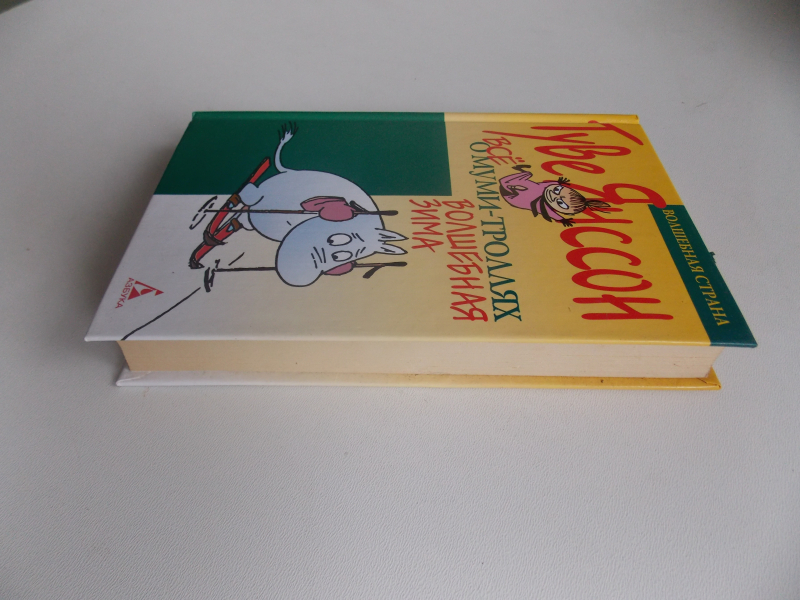 ВОЛШЕБНАЯ СТРАНА
Туве Янссон
ВСЁ
О МУМИ-ТРОЛЛЯХ
ВОЛШЕБНАЯ
ЗИМА
АЗБУКА